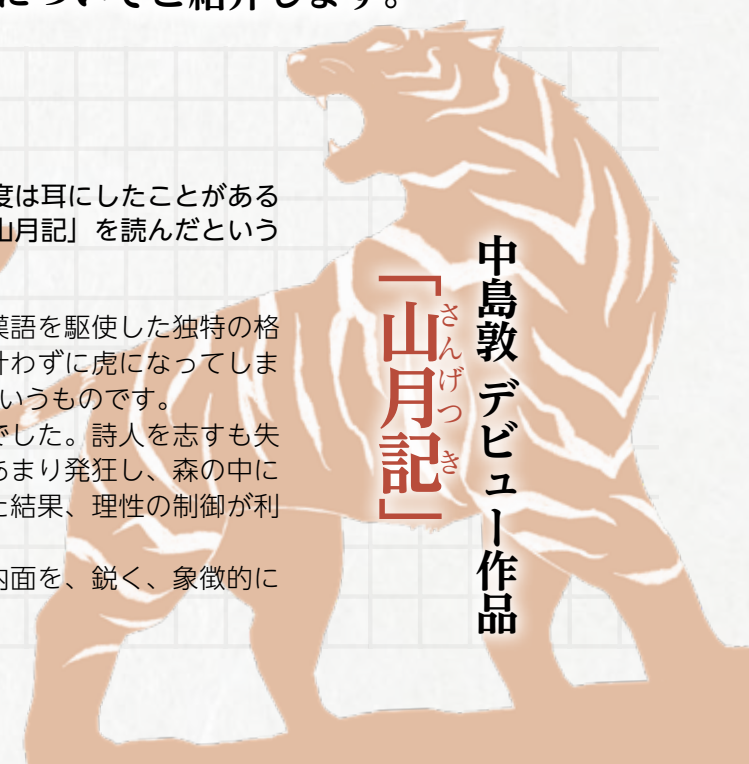 についてご紹介します。
度は耳にしたことがある
山月記」を読んだという
漢語を駆使した独特の格
叶わずに虎になってしま
いうものです。
でした。詩人を志すも失
あまり発狂し、森の中に
た結果、理性の制御が利
内面を、鋭く、象徴的に
中島敦 デビュー作品
「山月記」
さんげつき